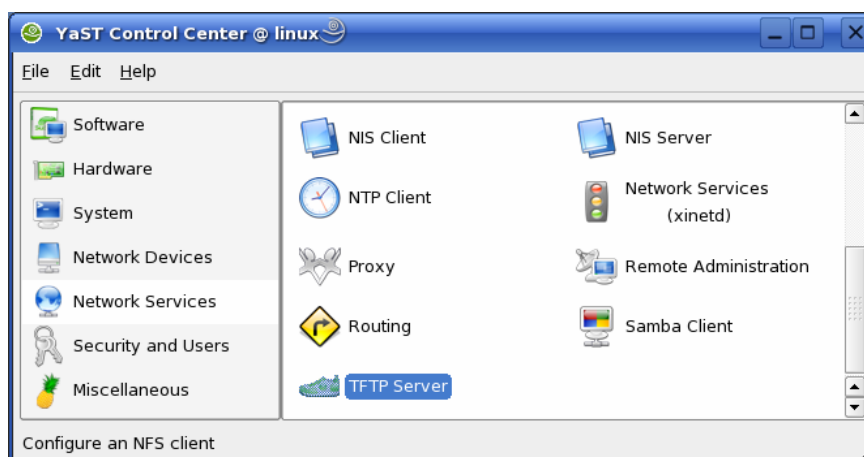 YaST Control Center @ linux
File Edit Help
Software
Hardware
System
Network Devices
Network Services
Security and Users
Miscellaneous
NIS Client
NIS Server
NTP Client
Network Services
(xinetd)
Proxy
Remote Administration
Routing
Samba Client
TFTP Server
Configure an NFS client